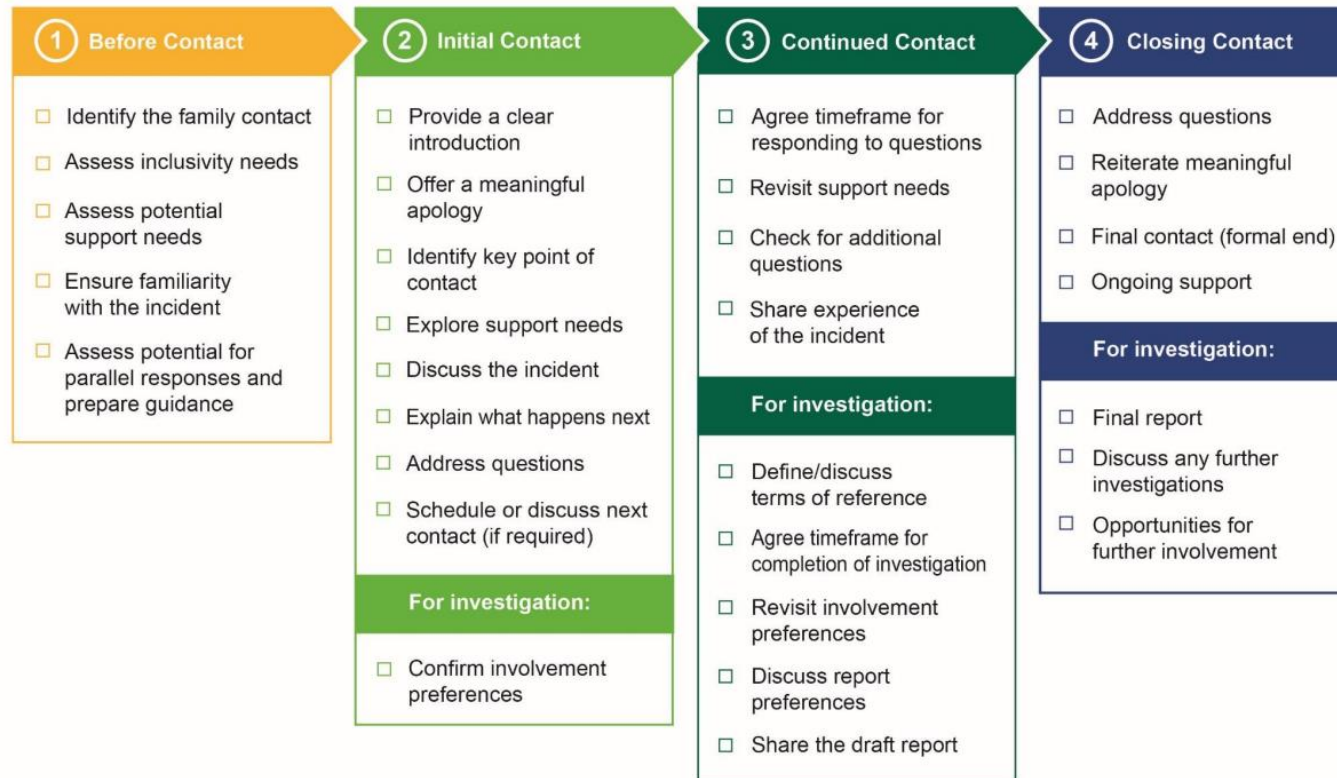 1 Before Contact
Identify the family contact
Assess inclusivity needs
Assess potential
support needs
Ensure familiarity
with the incident
Assess potential for
parallel responses and
prepare guidance
2 Initial Contact
Provide a clear
introduction
Offer a meaningful
apology
Identify key point of
contact
Explore support needs
Discuss the incident
Explain what happens next
Address questions
Schedule or discuss next
contact (if required)
For investigation:
Confirm involvement
preferences
3 Continued Contact
Agree timeframe for
responding to questions
Revisit support needs
Check for additional
questions
Share experience
of the incident
For investigation:
Define/discuss
terms of reference
Agree timeframe for
completion of investigation
Revisit involvement
preferences
Discuss report
preferences
Share the draft report
4 Closing Contact
Address questions
Reiterate meaningful
apology
Final contact (formal end)
Ongoing support
For investigation:
Final report
Discuss any further
investigations
Opportunities for
further involvement